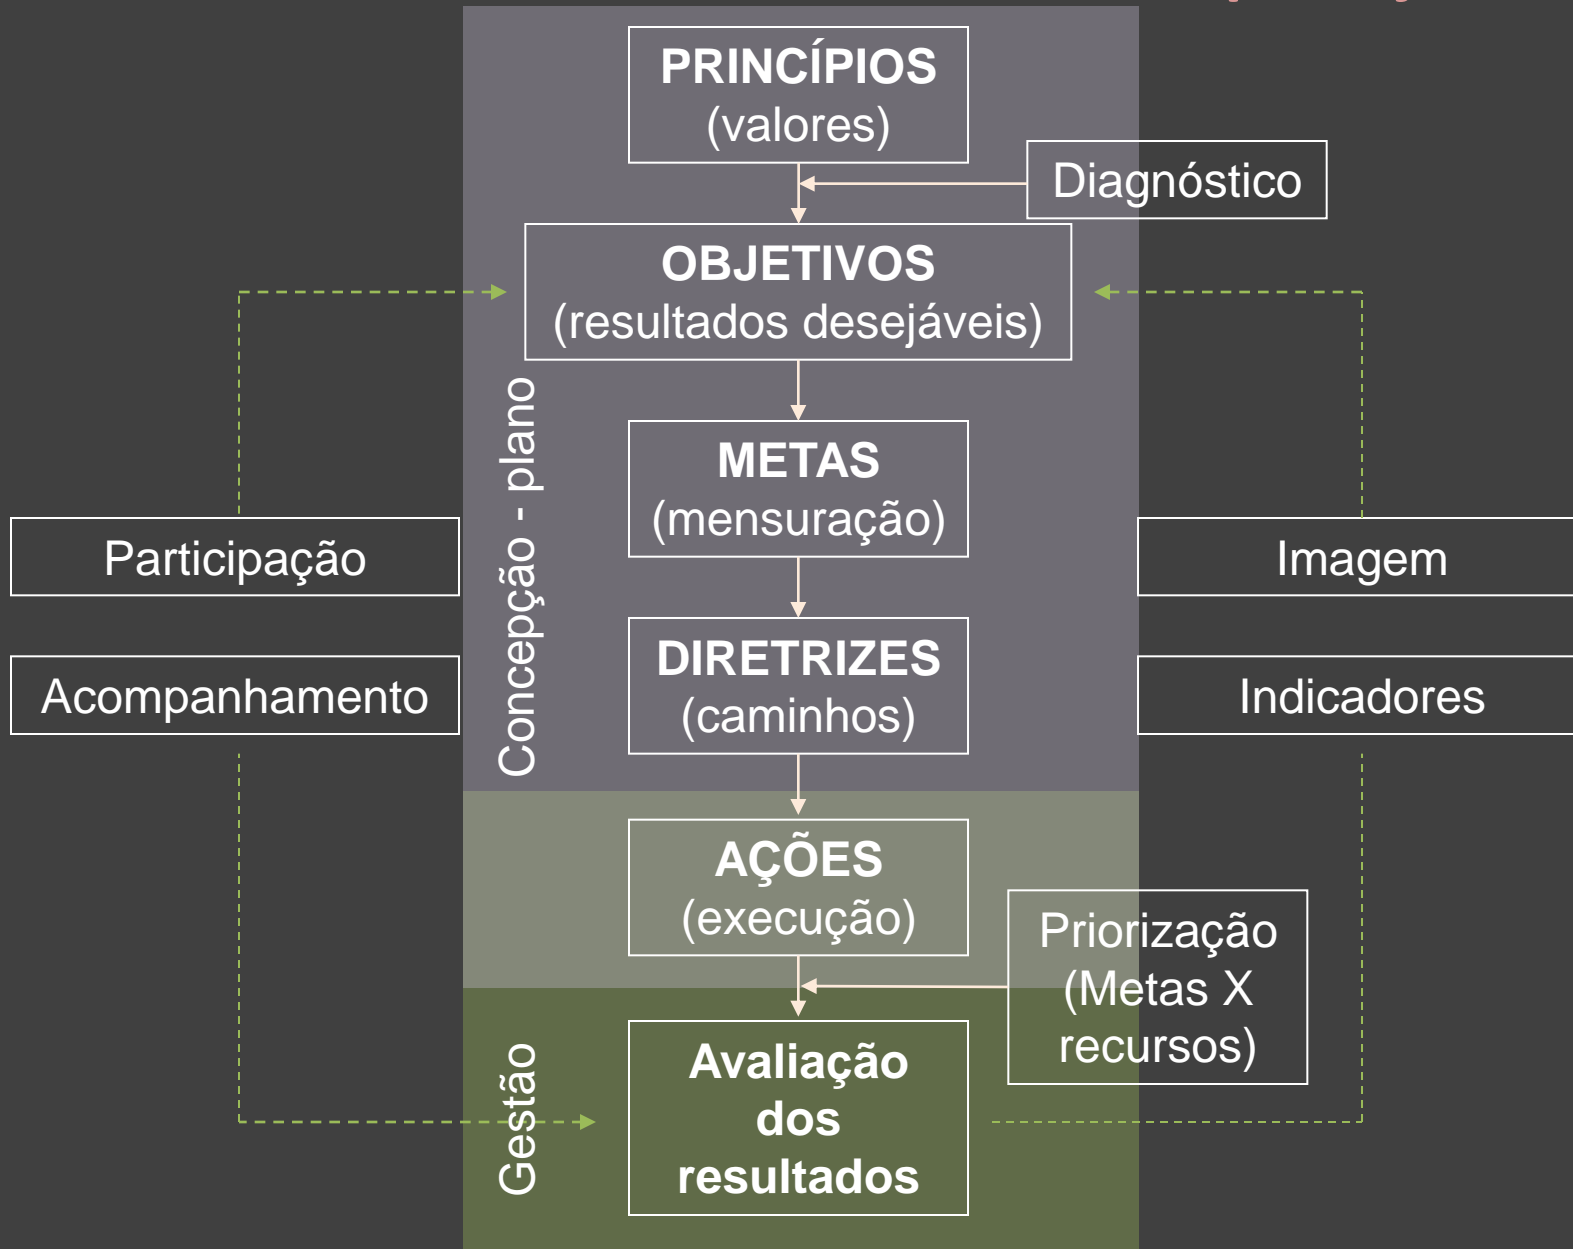 PRINCÍPIOS
(valores)
Diagnóstico
OBJETIVOS
(resultados desejáveis)
METAS
(mensuração)
Concepção - plano
Participação
Imagem
DIRETRIZES
(caminhos)
Acompanhamento
Indicadores
AÇÕES
(execução)
Priorização
(Metas X
recursos)
Avaliação
dos
resultados
Gestão